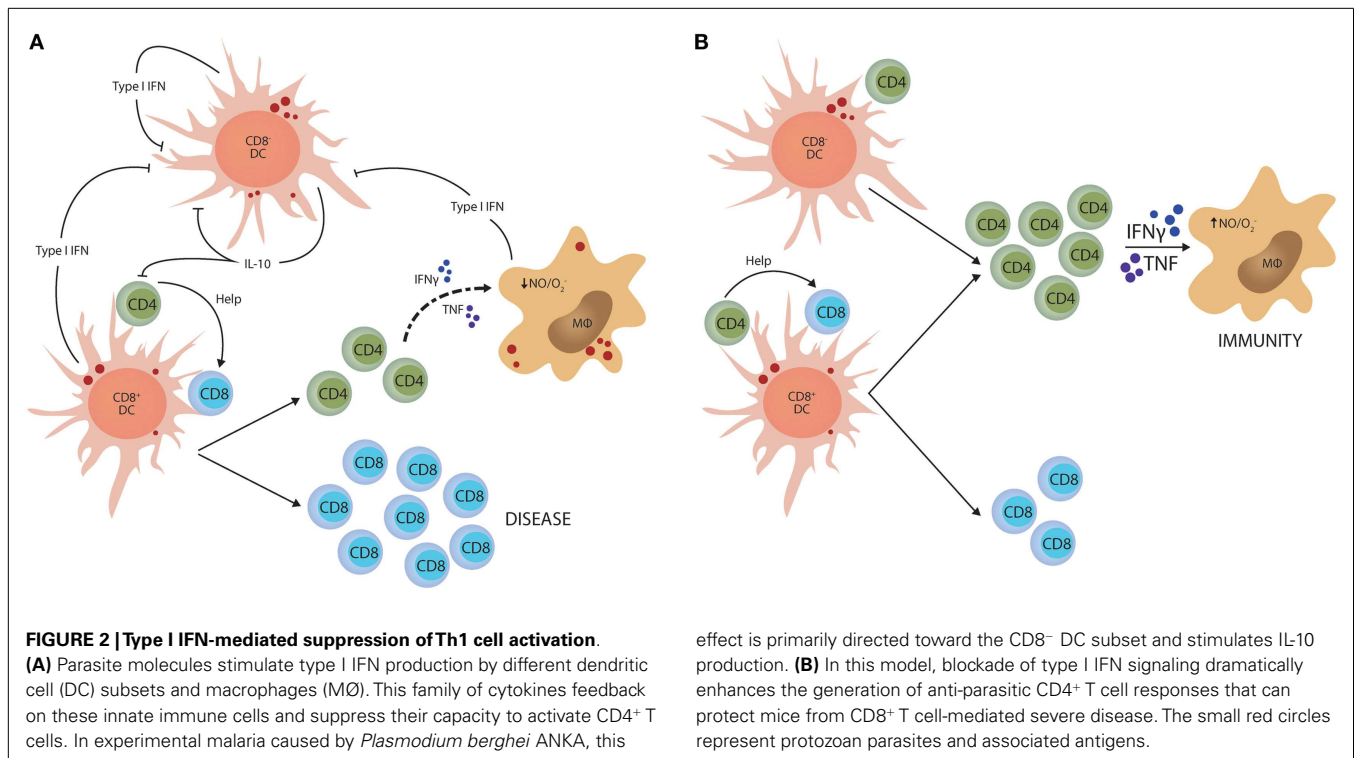 A
Type I IFN
CD8⁻
DC
Type I IFN
Type I IFN
IL-10
CD4
Help
CD8
CD8⁺
DC
IFNγ
TNF
↓NO/O₂⁻
MΦ
CD4
CD4
CD4
CD8
CD8
CD8
CD8
CD8
CD8
CD8
CD8
CD8
DISEASE
B
CD4
CD8⁻
DC
Help
CD4
CD8
CD8⁺
DC
CD4
CD4
CD4
CD4
CD4
CD4
IFNγ
TNF
↑NO/O₂⁻
MΦ
IMMUNITY
CD8
CD8
CD8
FIGURE 2 | Type I IFN-mediated suppression of Th1 cell activation.
(A) Parasite molecules stimulate type I IFN production by different dendritic
cell (DC) subsets and macrophages (MØ). This family of cytokines feedback
on these innate immune cells and suppress their capacity to activate CD4⁺ T
cells. In experimental malaria caused by Plasmodium berghei ANKA, this
effect is primarily directed toward the CD8⁻ DC subset and stimulates IL-10
production. (B) In this model, blockade of type I IFN signaling dramatically
enhances the generation of anti-parasitic CD4⁺ T cell responses that can
protect mice from CD8⁺ T cell-mediated severe disease. The small red circles
represent protozoan parasites and associated antigens.